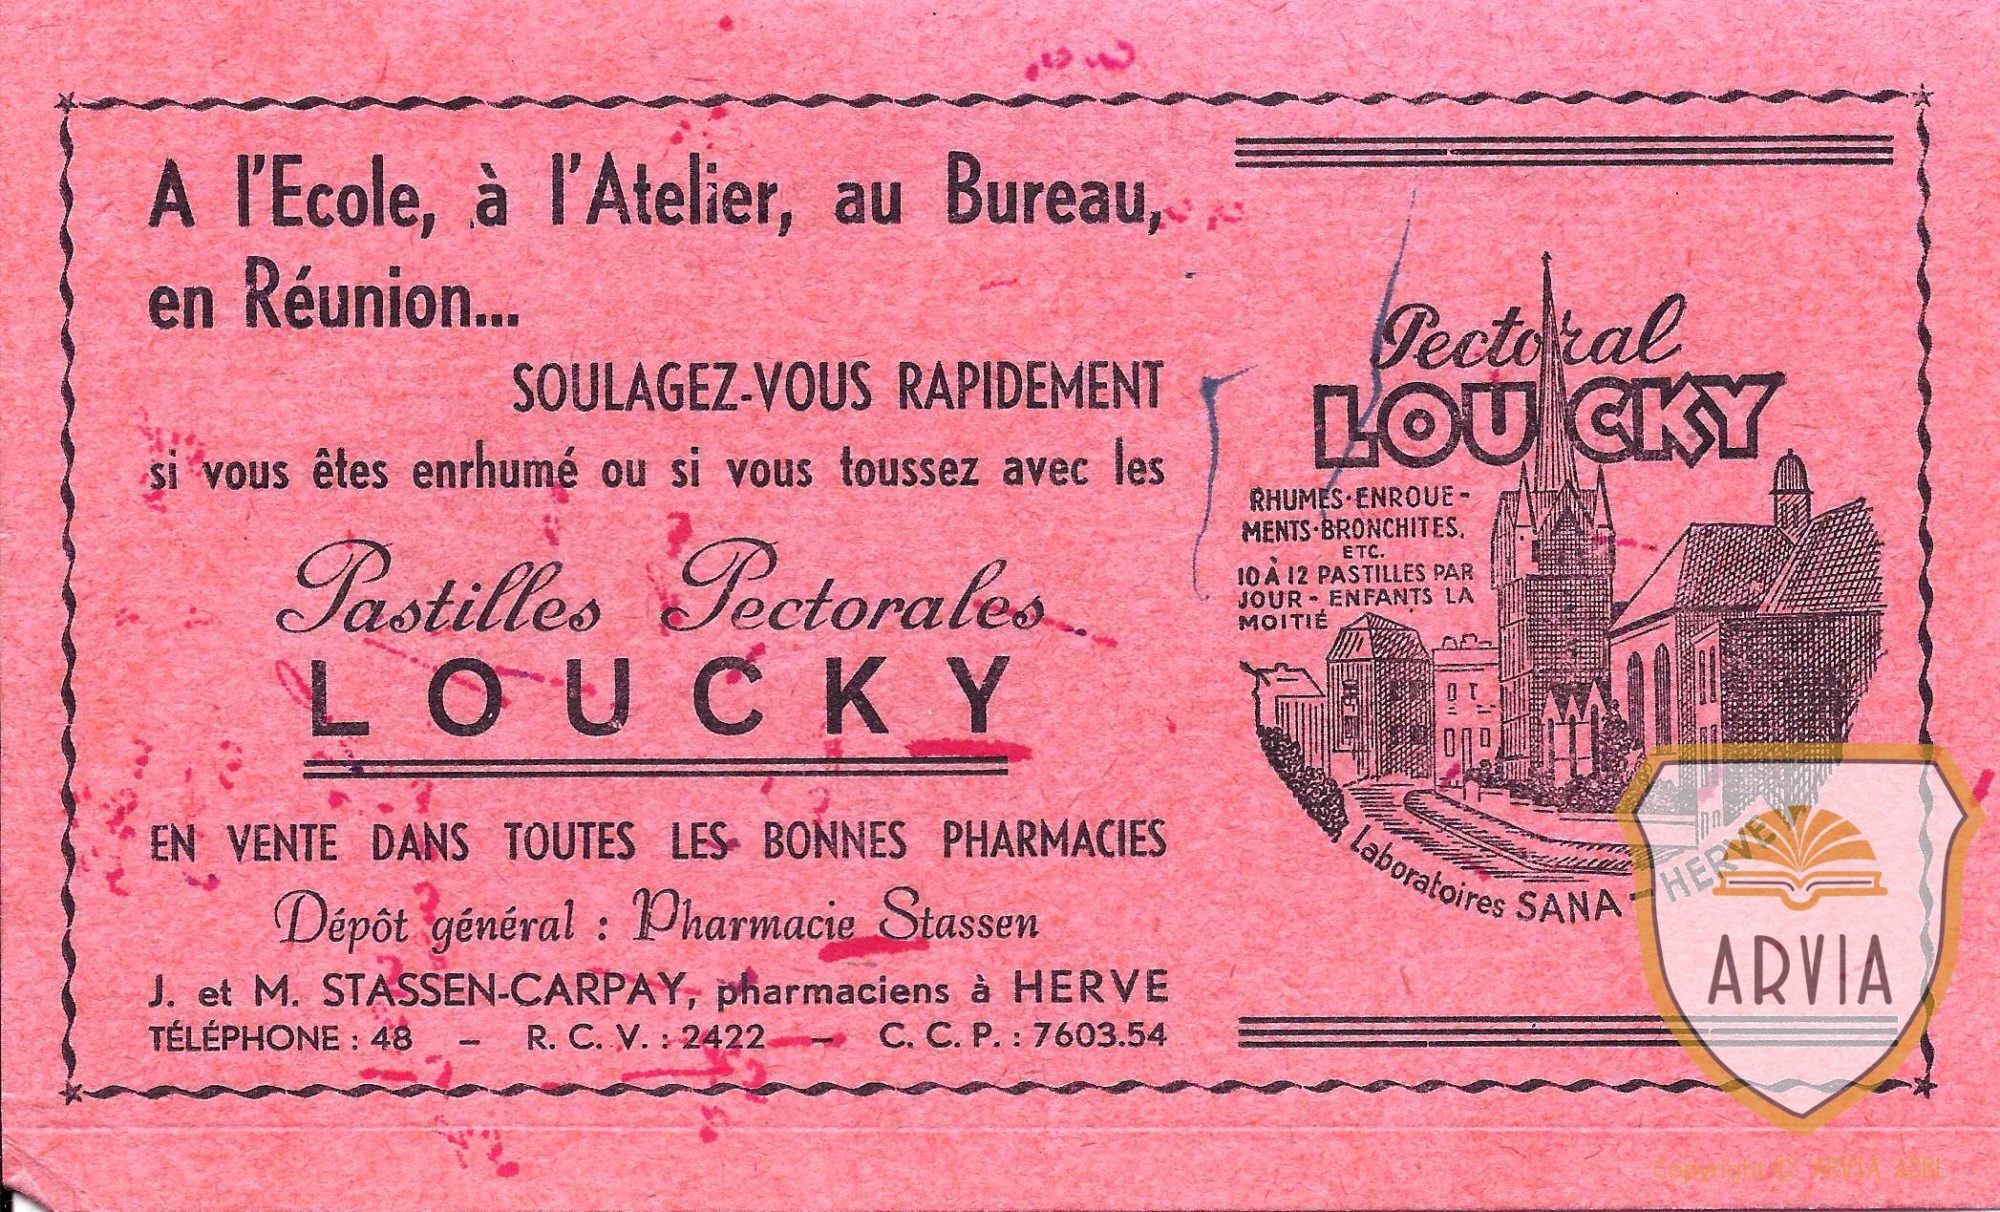 A l'Ecole, à l'Atelier, au Bureau,
en Réunion...
SOULAGEZ-VOUS RAPIDEMENT
si vous êtes enrhumé ou si vous toussez avec les
Pastilles Pectorales
LOUCKY
EN VENTE DANS TOUTES LES BONNES PHARMACIES
Dépôt général : Pharmacie Stassen
J. et M. STASSEN-CARPAY, pharmaciens à HERVE
TÉLÉPHONE : 48 – R. C. V. : 2422 – C. C. P. : 7603.54
Pectoral
LOUCKY
RHUMES·ENROUE-
MENTS·BRONCHITES,
ETC.
10 À 12 PASTILLES PAR
JOUR - ENFANTS LA
MOITIÉ
Laboratoires SANA - HERVE
ARVIA
Copyright © ARVIA ASBL